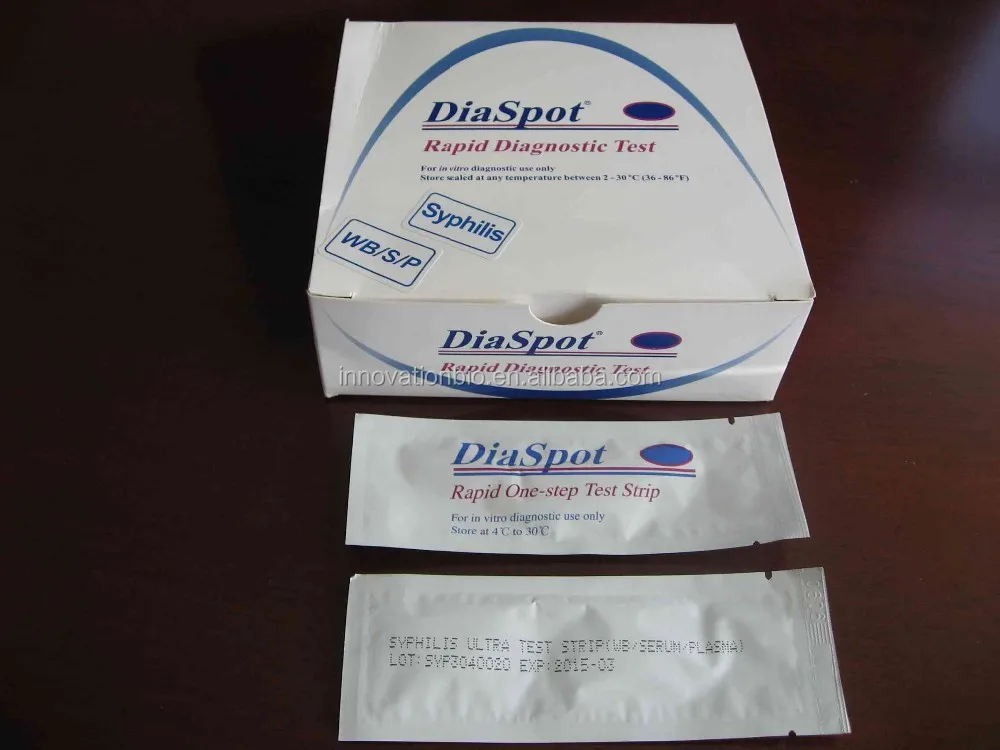 DiaSpot®
Rapid Diagnostic Test
For in vitro diagnostic use only
Store sealed at any temperature between 2 - 30°C (36 - 86°F)
Syphilis
WB/S/P
DiaSpot®
Rapid Diagnostic Test
innovationbio.en.alibaba.com
DiaSpot
Rapid One-step Test Strip
For in vitro diagnostic use only
Store at 4℃ to 30℃
SYPHILIS ULTRA TEST STRIP(WB/SERUM/PLASMA)
LOT:SYP3040020 EXP:2015-03